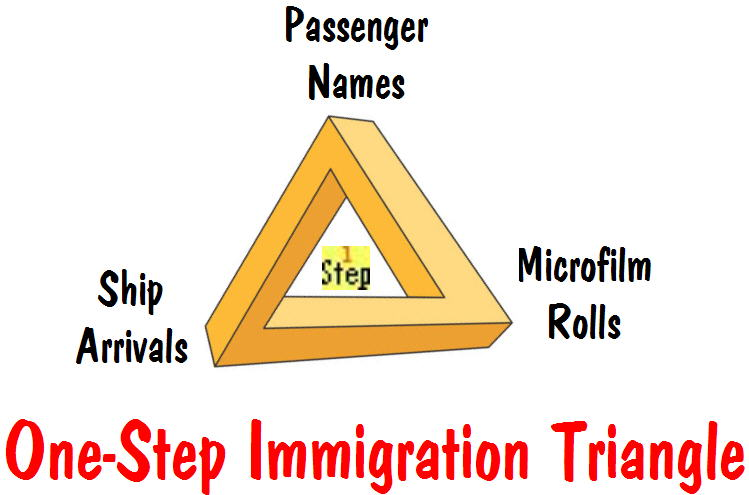 Passenger
Names
1
Step
Ship
Arrivals
Microfilm
Rolls
One-Step Immigration Triangle